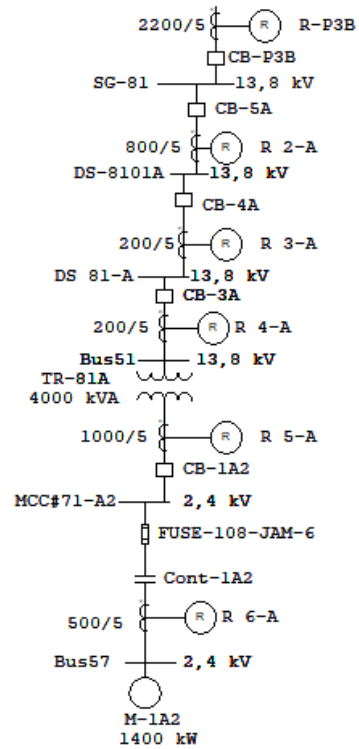 2200/5 R R-P3B
CB-P3B
SG-81 13,8 kV
CB-5A
800/5 R R 2-A
DS-8101A 13,8 kV
CB-4A
200/5 R R 3-A
DS 81-A 13,8 kV
CB-3A
200/5 R R 4-A
Bus51 13,8 kV
TR-81A
4000 kVA
1000/5 R R 5-A
CB-1A2
MCC#71-A2 2,4 kV
FUSE-108-JAM-6
Cont-1A2
500/5 R R 6-A
Bus57 2,4 kV
M-1A2
1400 kW